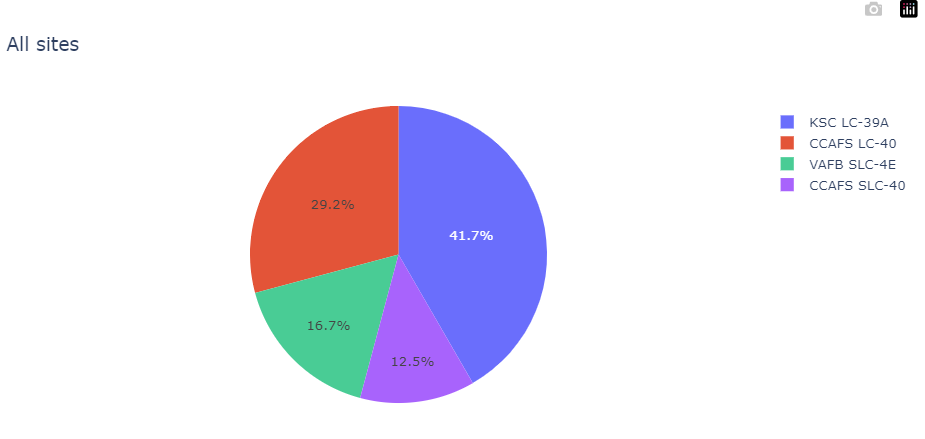 All sites
KSC LC-39A
CCAFS LC-40
VAFB SLC-4E
CCAFS SLC-40
29.2%
41.7%
16.7%
12.5%